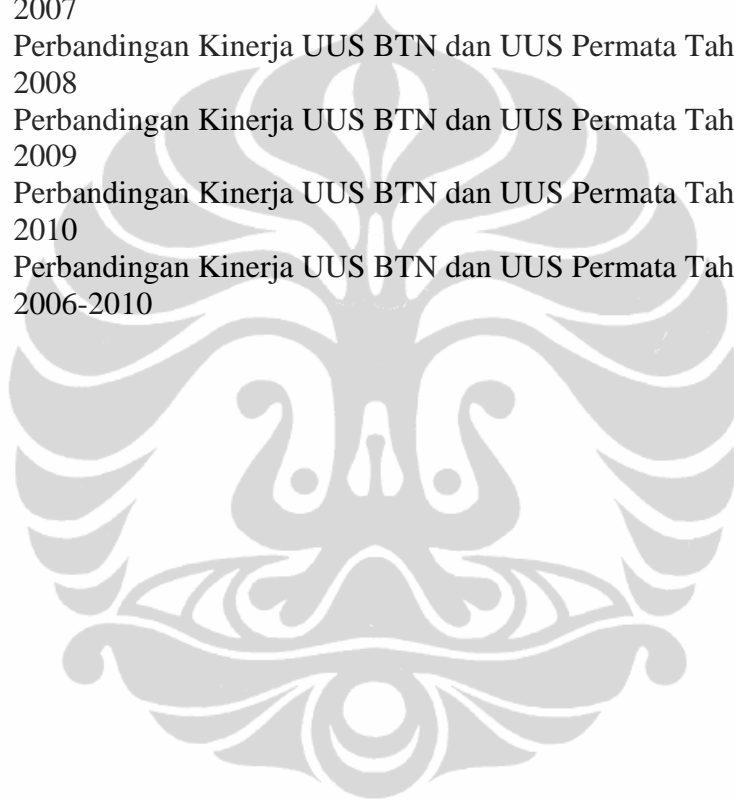 2007
Perbandingan Kinerja UUS BTN dan UUS Permata Tah
2008
Perbandingan Kinerja UUS BTN dan UUS Permata Tah
2009
Perbandingan Kinerja UUS BTN dan UUS Permata Tah
2010
Perbandingan Kinerja UUS BTN dan UUS Permata Tah
2006-2010